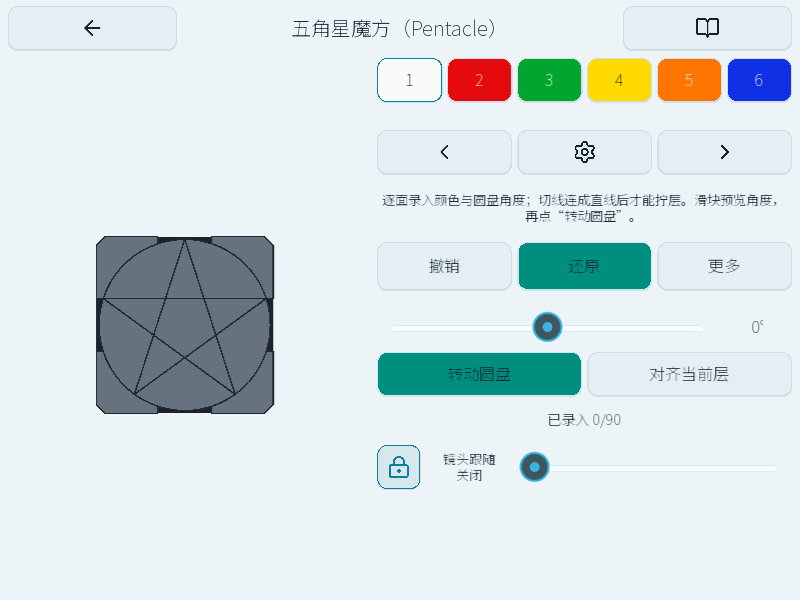 五角星魔方（Pentacle）
1 2 3 4 5 6
逐面录入颜色与圆盘角度；切线连成直线后才能拧层。滑块预览角度，
再点“转动圆盘”。
撤销 还原 更多
0°
转动圆盘 对齐当前层
已录入 0/90
镜头跟随
关闭